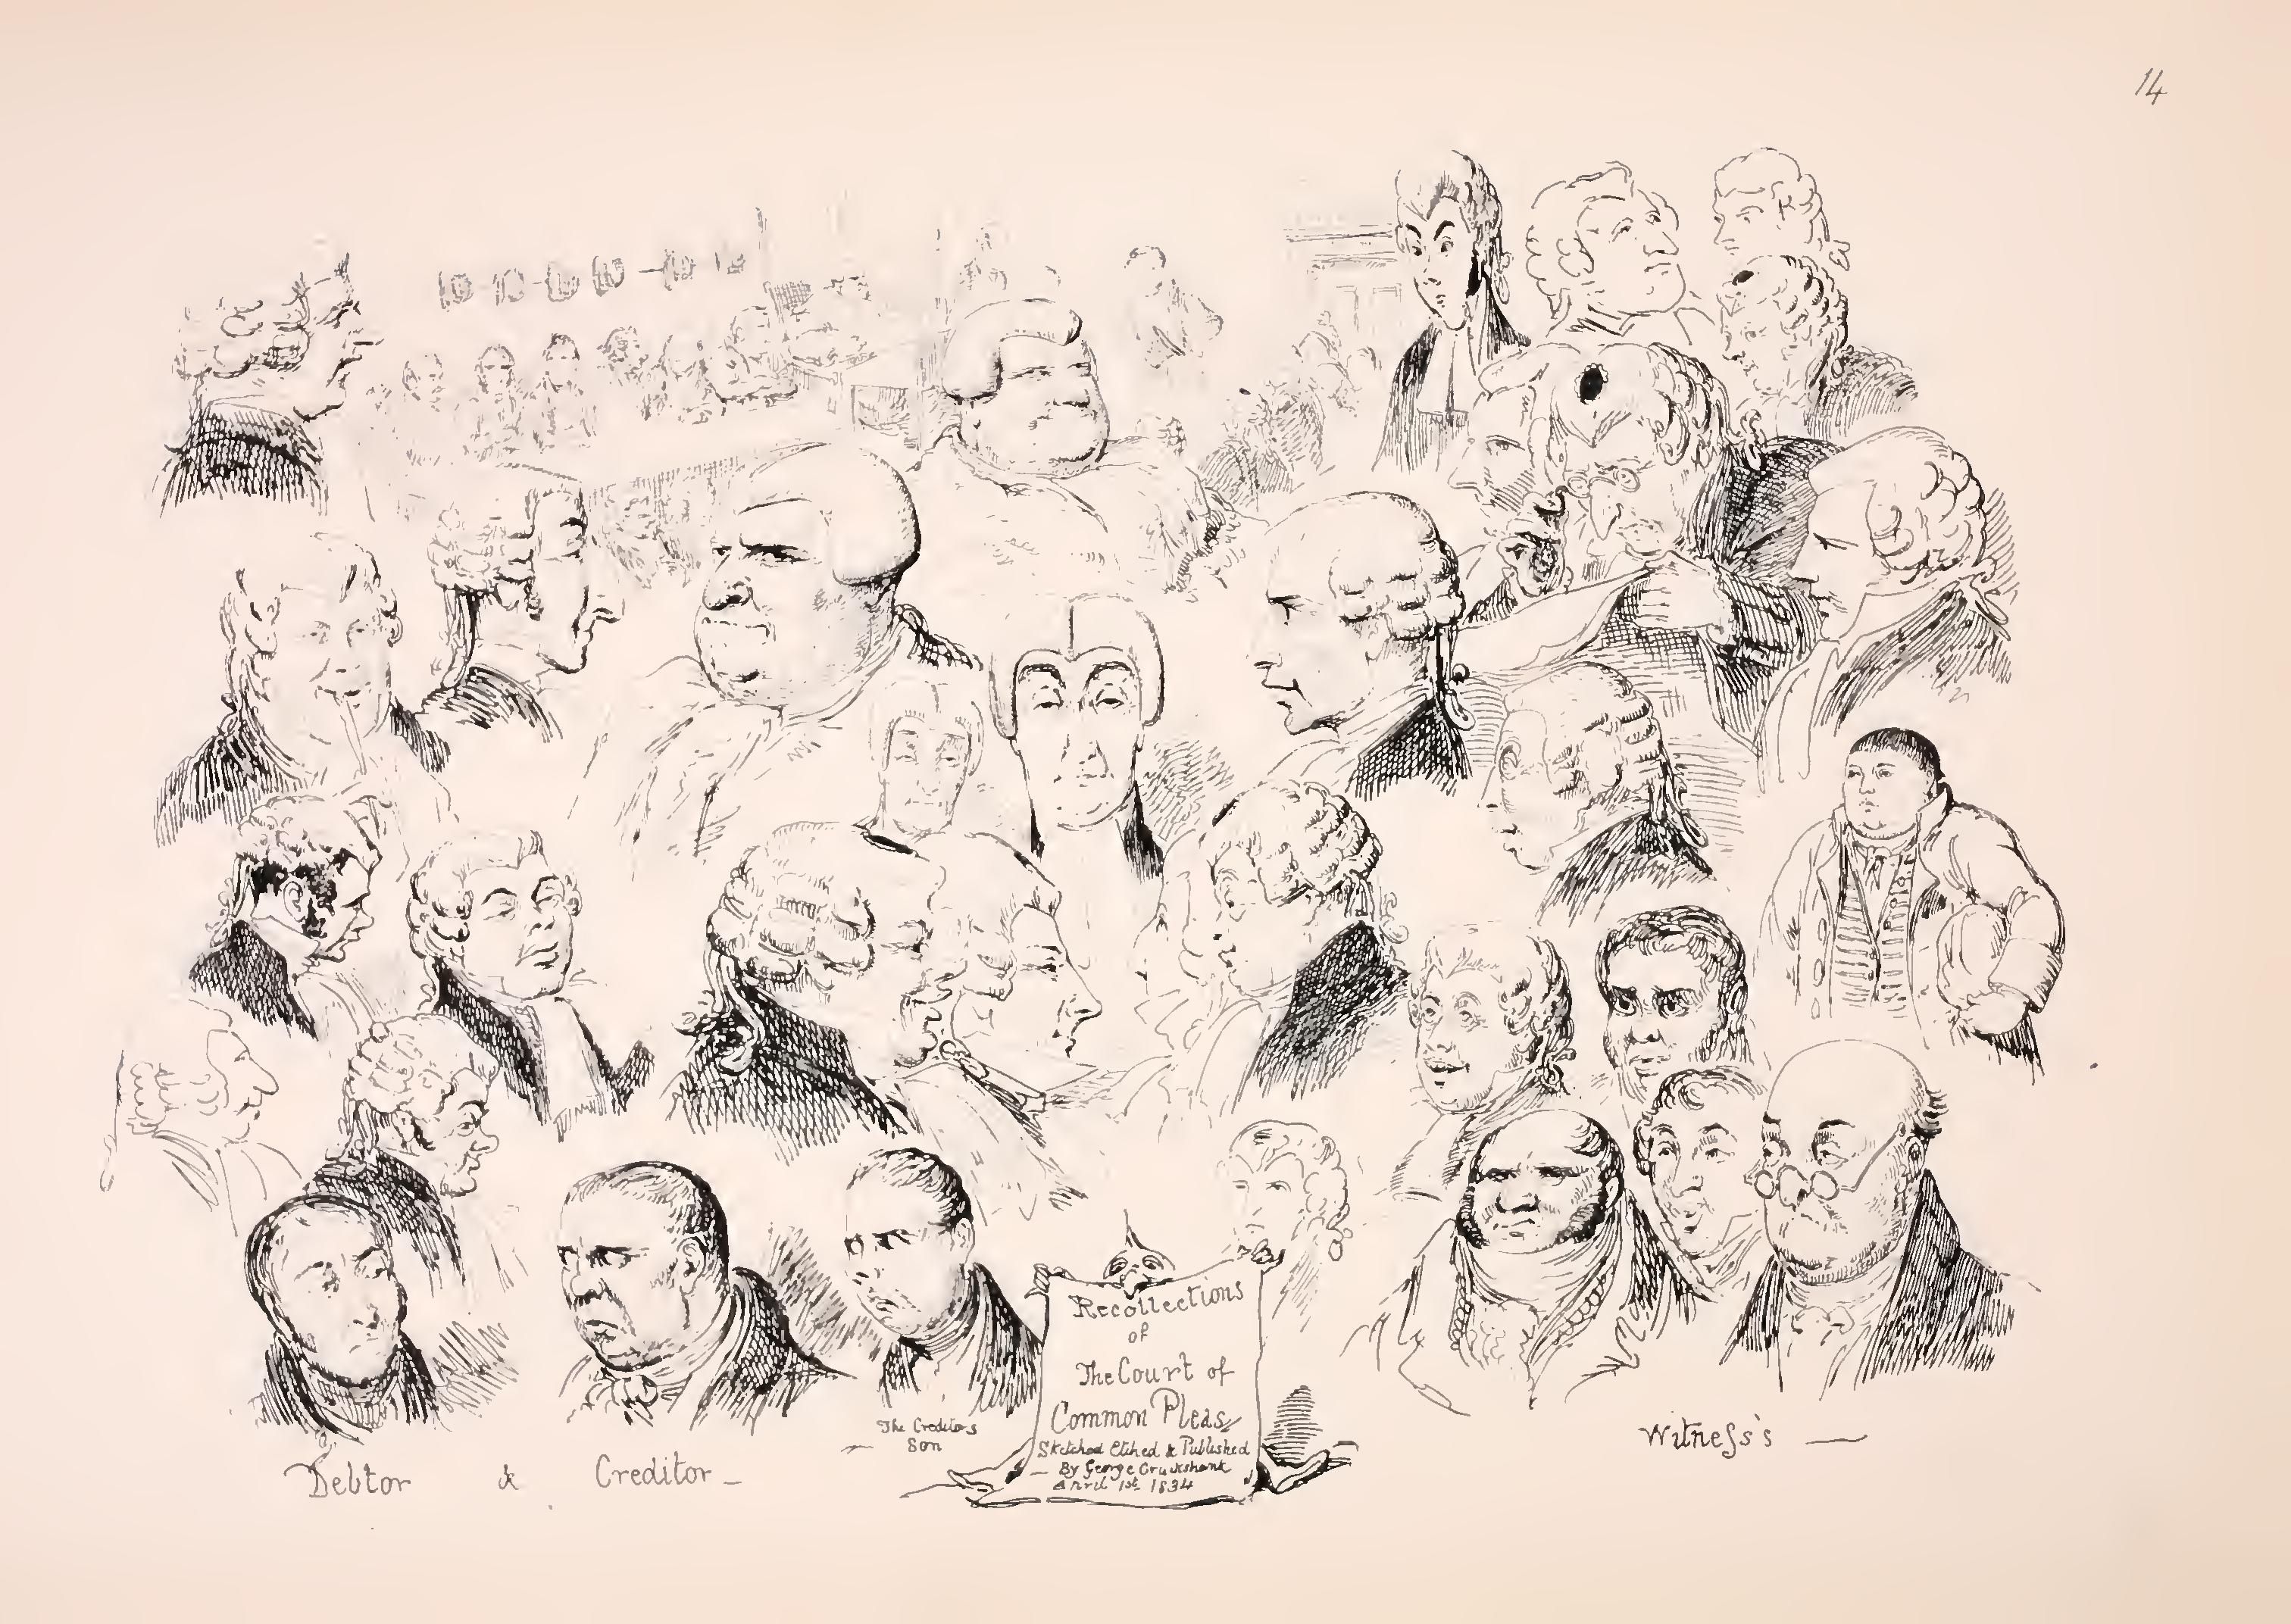 14
Recollections
of
The Court of
Common Pleas
Sketched Etched & Published
— By George Cruikshank
April 1st. 1834
The Creditors
Son
Debtor & Creditor —
Witneſs's —